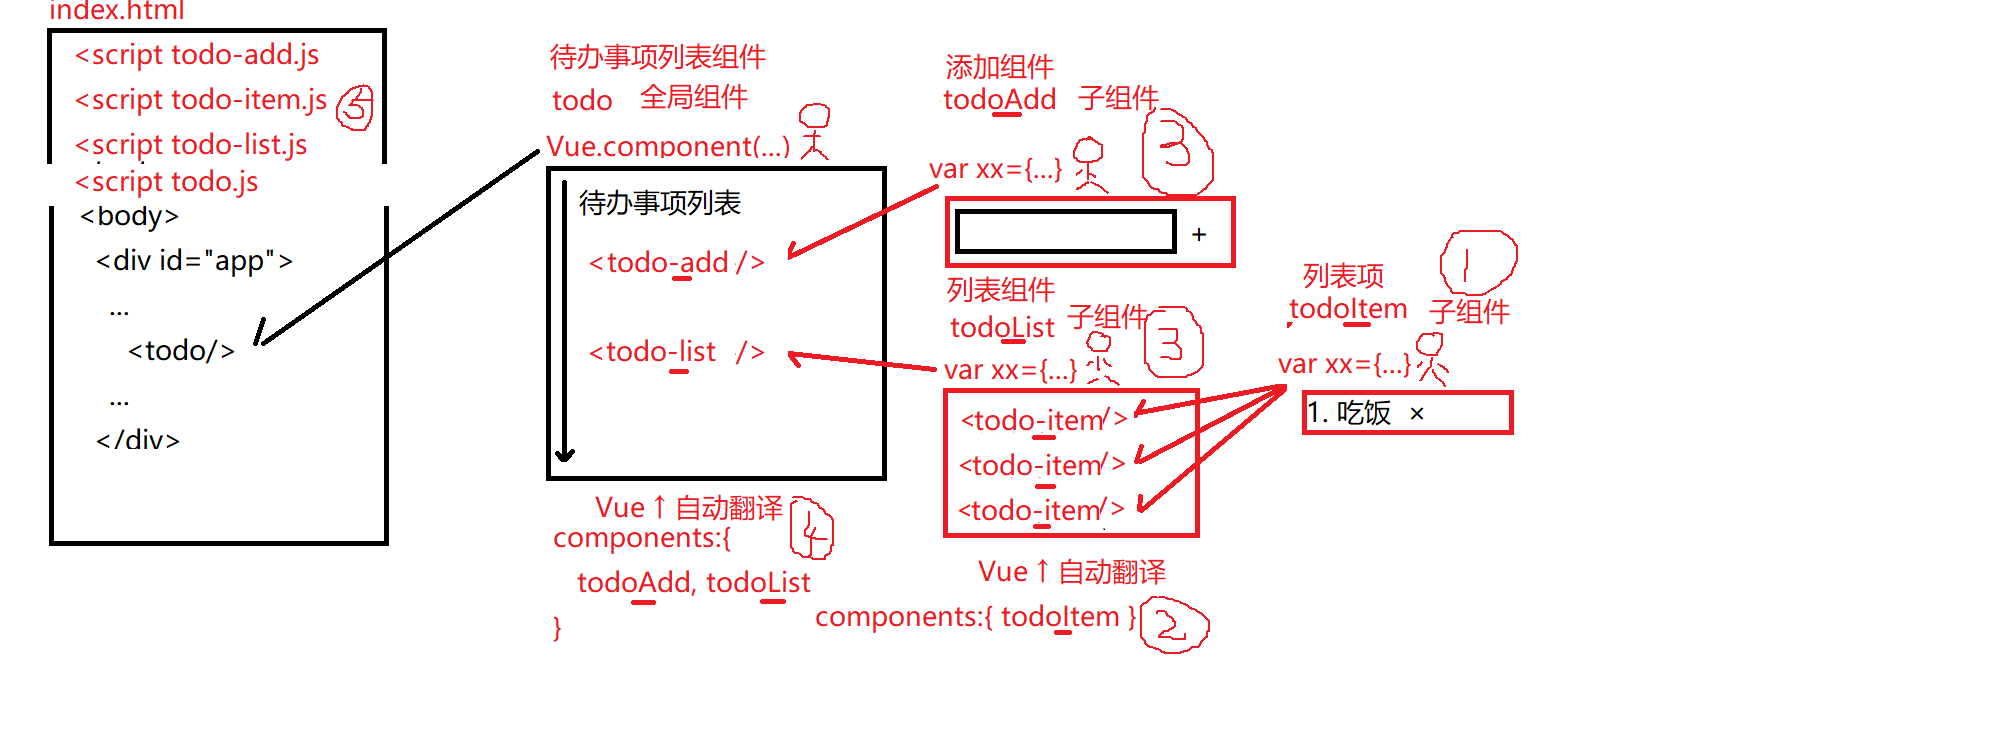 index.html
<script todo-add.js
<script todo-item.js
5
<script todo-list.js
<script todo.js
<body>
<div id="app">
...
<todo/>
...
</div>
待办事项列表组件
todo 全局组件
Vue.component(...)
待办事项列表
<todo-add />
<todo-list />
Vue↑自动翻译
4
components:{
todoAdd, todoList
}
添加组件
todoAdd 子组件
3
var xx={...}
+
列表组件
todoList 子组件
3
var xx={...}
<todo-item/>
<todo-item/>
<todo-item/>
Vue↑自动翻译
components:{ todoItem }
2
1
列表项
todoItem 子组件
var xx={...}
1. 吃饭 ×